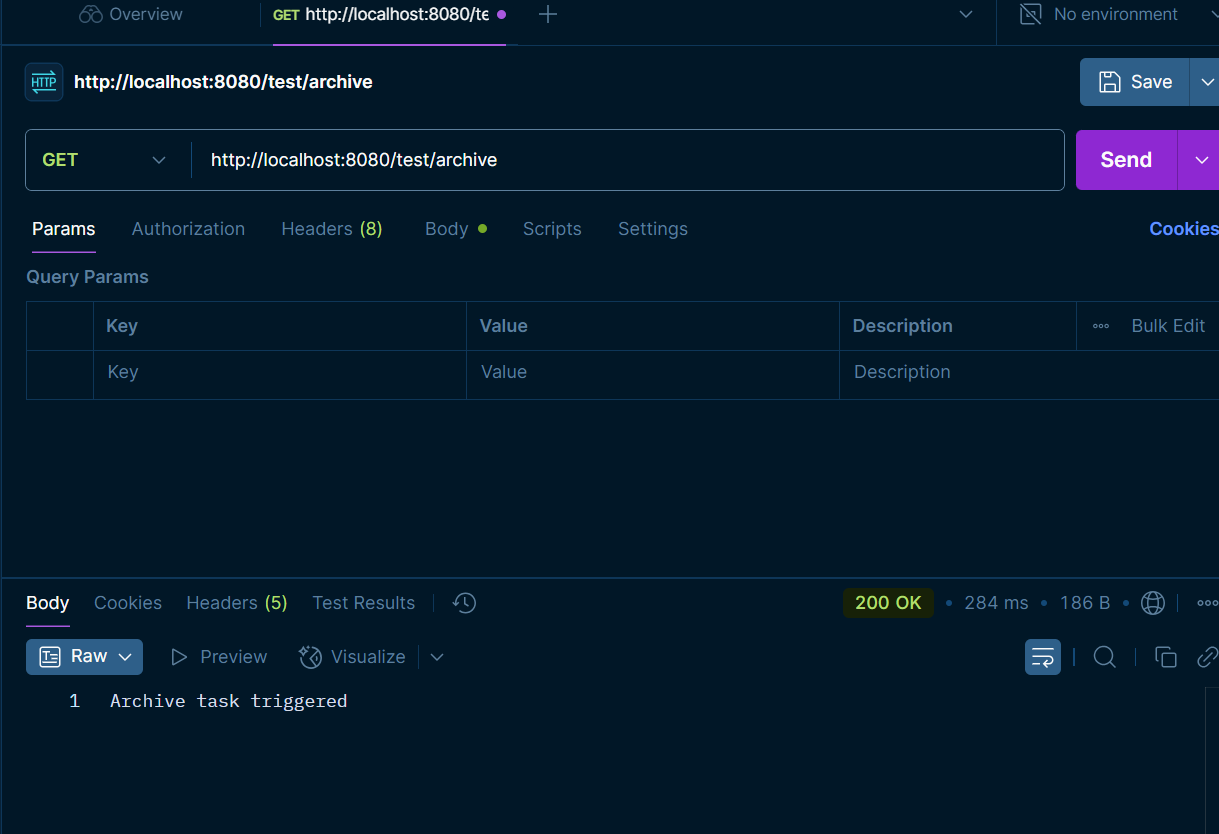 Overview GET http://localhost:8080/te No environment
HTTP http://localhost:8080/test/archive Save
GET http://localhost:8080/test/archive Send
Params Authorization Headers (8) Body Scripts Settings Cookies
Query Params
Key Value Description Bulk Edit
Key Value Description
Body Cookies Headers (5) Test Results 200 OK • 284 ms • 186 B •
Raw Preview Visualize
1 Archive task triggered